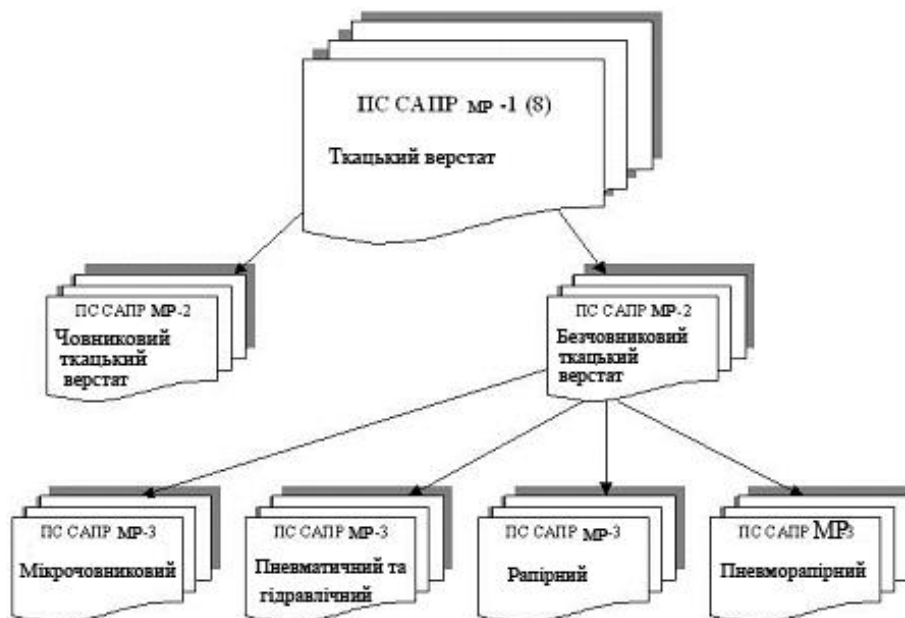 ПС САПР МР -1 (8)
Ткацький верстат
ПС САПР МР-2
Човниковий
ткацький
верстат
ПС САПР МР-2
Безчовниковий
ткацький
верстат
ПС САПР МР-3
Мікрочовниковий
ПС САПР МР-3
Пневматичний та
гідравлічний
ПС САПР МР-3
Рапірний
ПС САПР МР3
Пневморапірний